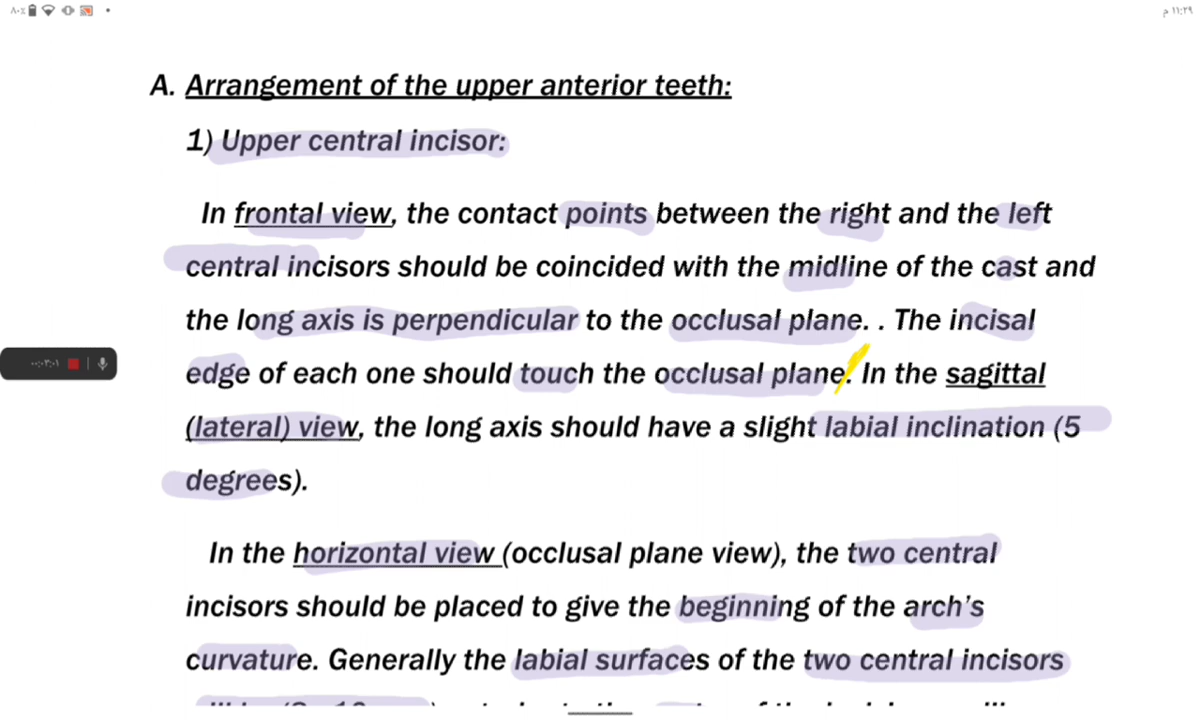 ٨٠٪ ١١:٢٩ م
A. Arrangement of the upper anterior teeth:
1) Upper central incisor:
In frontal view, the contact points between the right and the left
central incisors should be coincided with the midline of the cast and
the long axis is perpendicular to the occlusal plane. . The incisal
edge of each one should touch the occlusal plane. In the sagittal
(lateral) view, the long axis should have a slight labial inclination (5
degrees).
In the horizontal view (occlusal plane view), the two central
incisors should be placed to give the beginning of the arch's
curvature. Generally the labial surfaces of the two central incisors